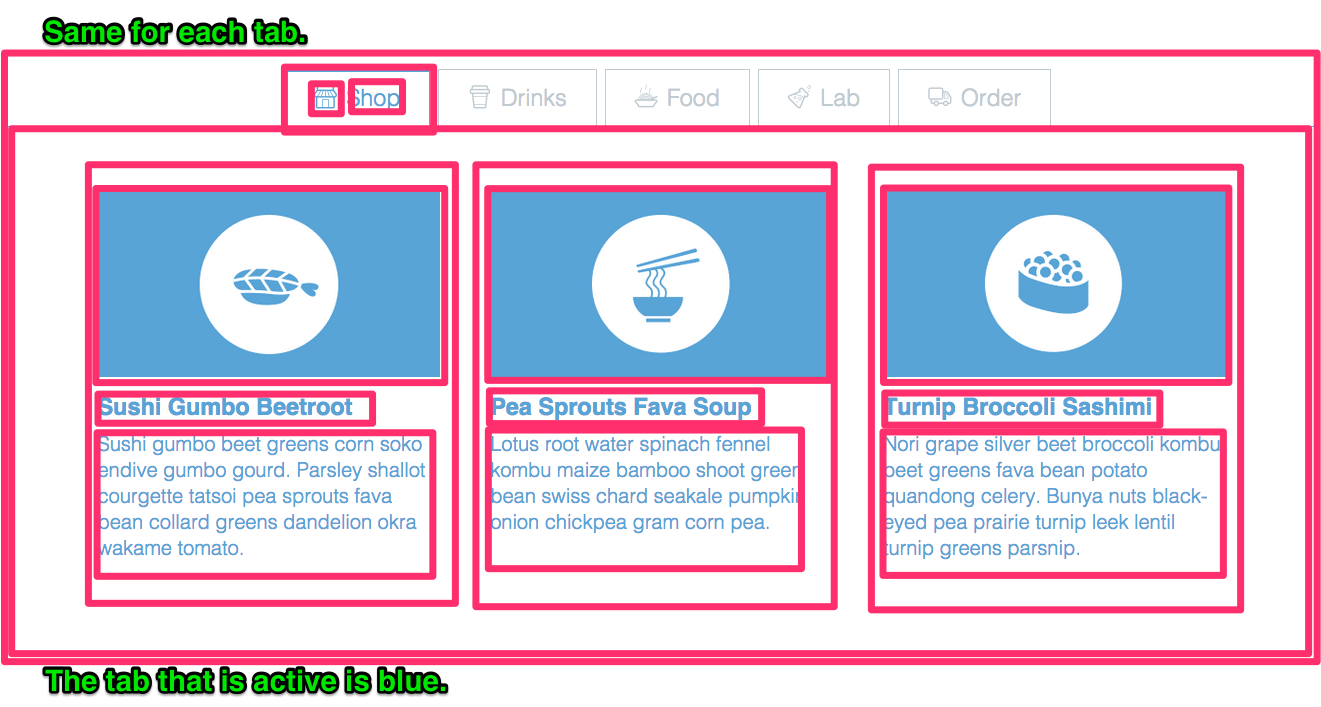 Same for each tab.
Shop
Drinks
Food
Lab
Order
Sushi Gumbo Beetroot
Sushi gumbo beet greens corn soko
endive gumbo gourd. Parsley shallot
courgette tatsoi pea sprouts fava
bean collard greens dandelion okra
wakame tomato.
Pea Sprouts Fava Soup
Lotus root water spinach fennel
kombu maize bamboo shoot green
bean swiss chard seakale pumpkin
onion chickpea gram corn pea.
Turnip Broccoli Sashimi
Nori grape silver beet broccoli kombu
beet greens fava bean potato
quandong celery. Bunya nuts black-
eyed pea prairie turnip leek lentil
turnip greens parsnip.
The tab that is active is blue.